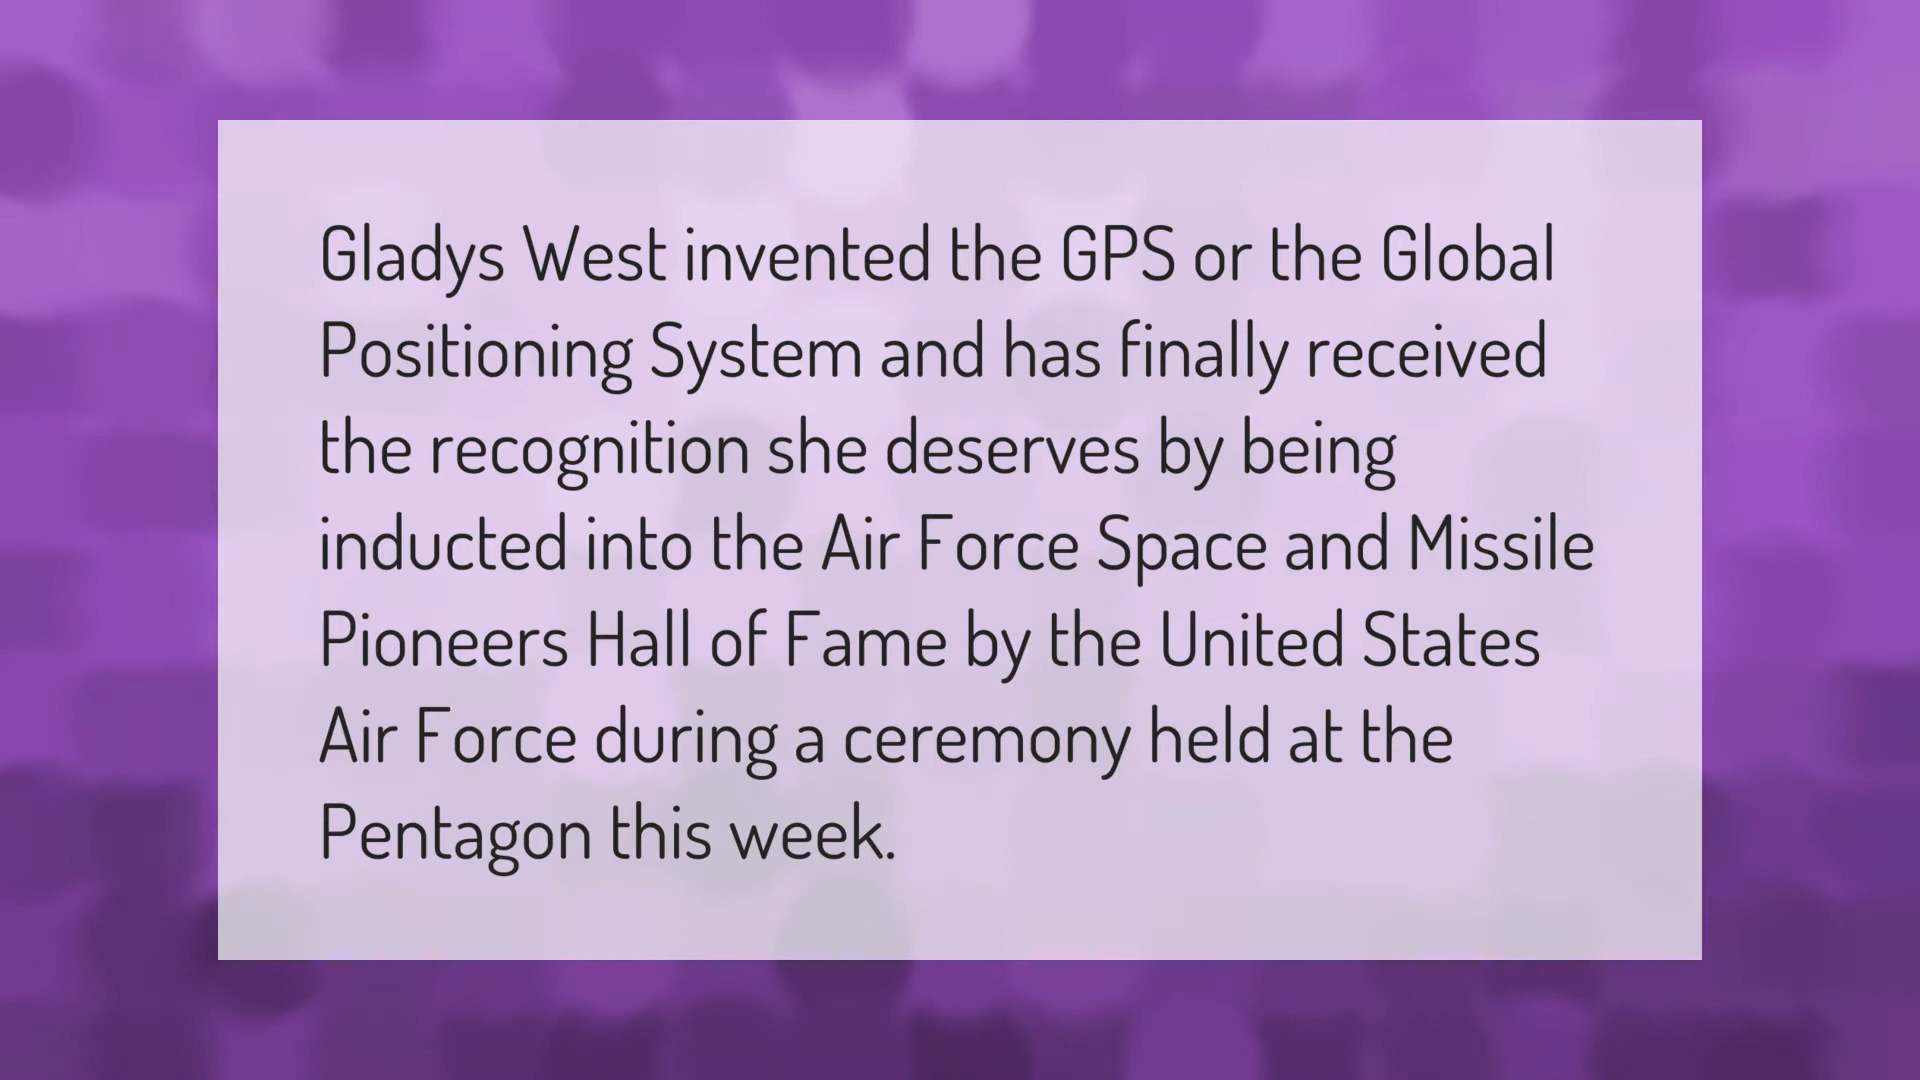 Gladys West invented the GPS or the Global
Positioning System and has finally received
the recognition she deserves by being
inducted into the Air Force Space and Missile
Pioneers Hall of Fame by the United States
Air Force during a ceremony held at the
Pentagon this week.